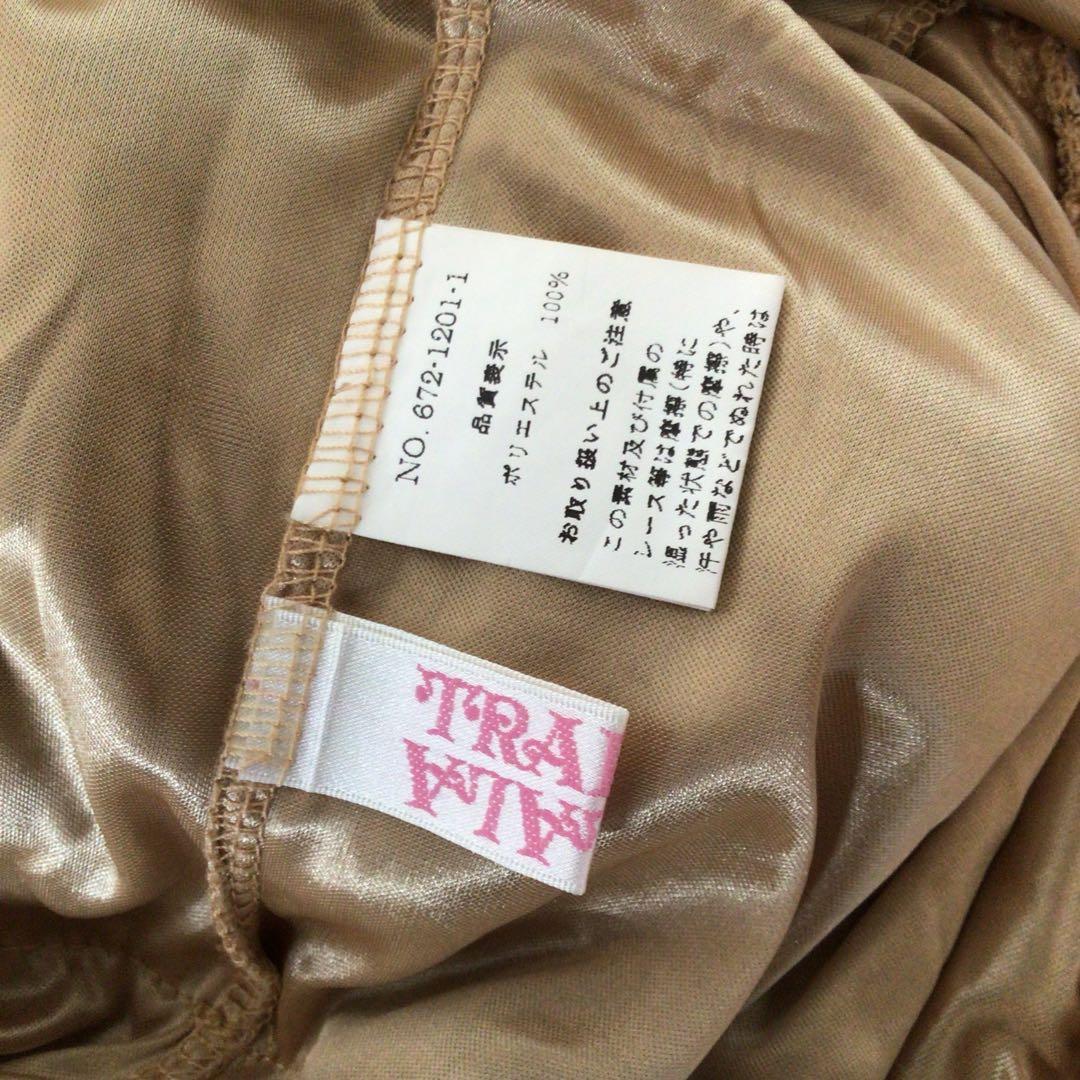 NO. 672-1201-1
品質表示
ポリエステル 100%
お取り扱い上のご注意
この素材及び付属の
レース等は摩擦(特に
湿った状態での摩擦)や、
汗や雨などでぬれた時は
TRA